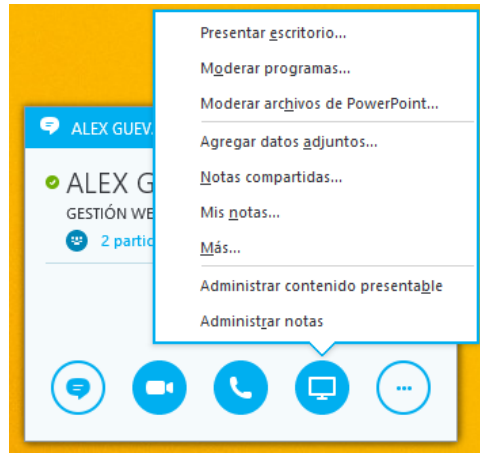 Presentar escritorio...
Moderar programas...
Moderar archivos de PowerPoint...
Agregar datos adjuntos...
Notas compartidas...
Mis notas...
Más...
Administrar contenido presentable
Administrar notas
ALEX GUEV
ALEX G
GESTIÓN WE
2 partic